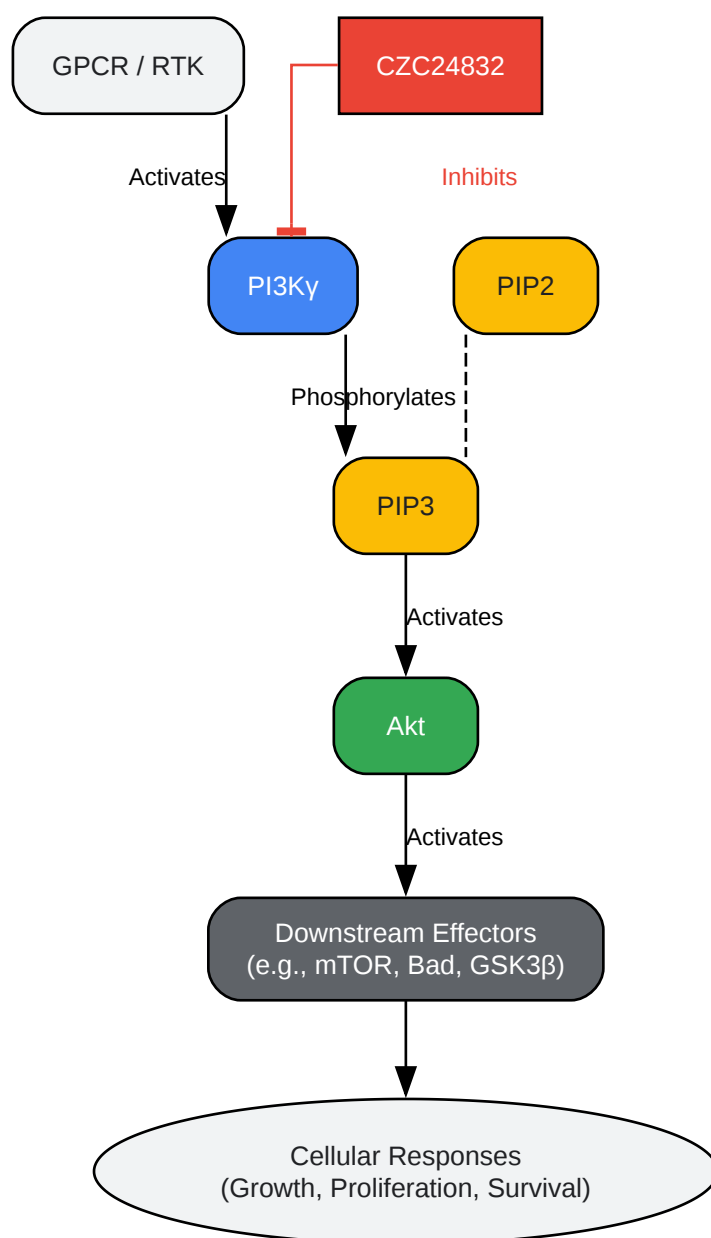 GPCR / RTK
CZC24832
Activates
Inhibits
PI3Kγ
PIP2
Phosphorylates
PIP3
Activates
Akt
Activates
Downstream Effectors
(e.g., mTOR, Bad, GSK3β)
Cellular Responses
(Growth, Proliferation, Survival)